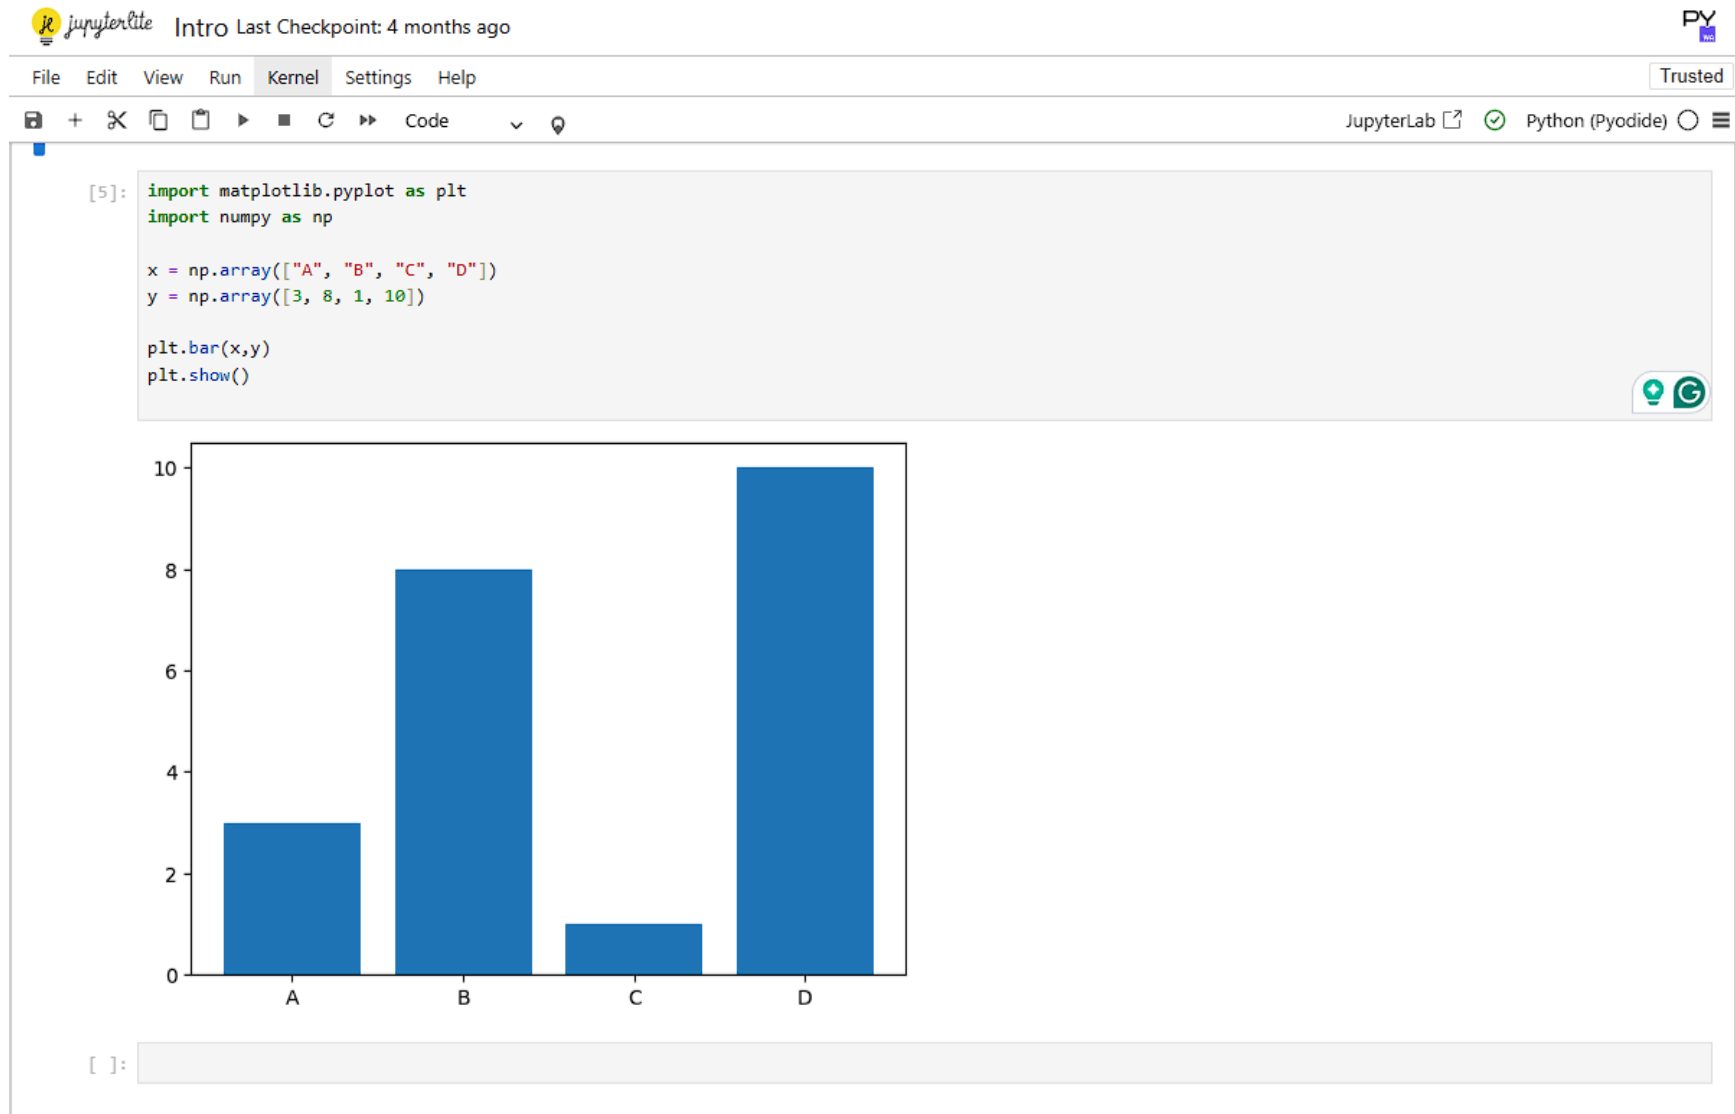 jupyterlite Intro Last Checkpoint: 4 months ago
PY
WA
File Edit View Run Kernel Settings Help
Trusted
Code
JupyterLab
Python (Pyodide)
[5]:
import matplotlib.pyplot as plt
import numpy as np
x = np.array(["A", "B", "C", "D"])
y = np.array([3, 8, 1, 10])
plt.bar(x,y)
plt.show()
10
8
6
4
2
0
A B C D
[ ]: